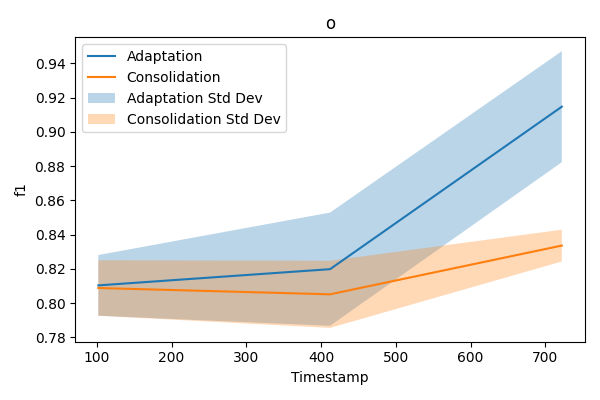 o
Adaptation
Consolidation
Adaptation Std Dev
Consolidation Std Dev
0.94
0.92
0.90
0.88
0.86
0.84
0.82
0.80
0.78
f1
100 200 300 400 500 600 700
Timestamp